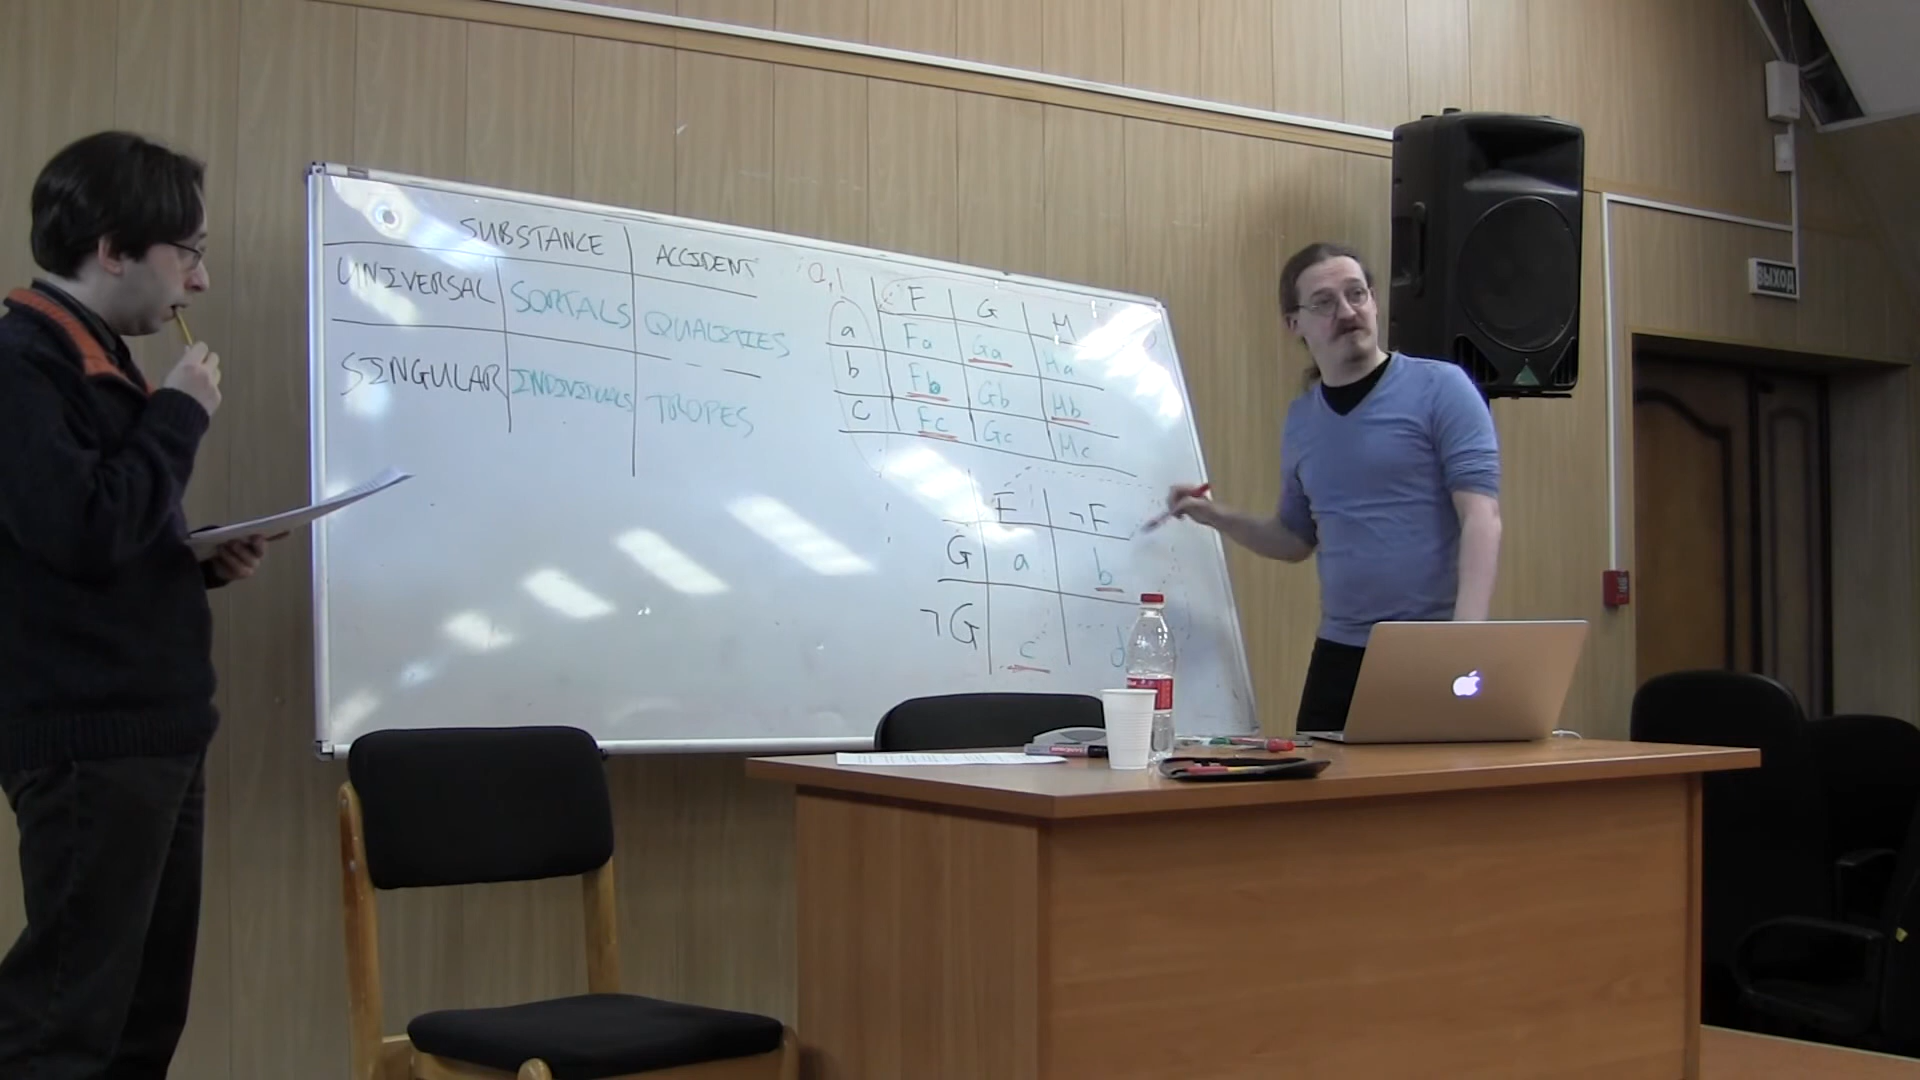 SUBSTANCE ACCIDENT
UNIVERSAL SORTALS QUALITIES
SINGULAR INDIVIDUALS TROPES
F G H
a Fa Ga Ha
b Fb Gb Hb
c Fc Gc Hc
F ¬F
G a b
¬G c d
ВЫХОД